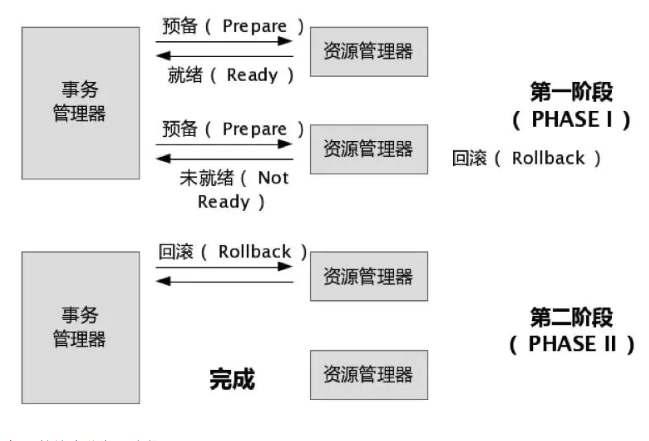 预备( Prepare )
资源管理器
就绪( Ready )
事务
管理器
第一阶段
( PHASE I )
预备( Prepare )
资源管理器
回滚( Rollback )
未就绪( Not
Ready )
回滚( Rollback )
资源管理器
事务
管理器
第二阶段
( PHASE II )
完成
资源管理器